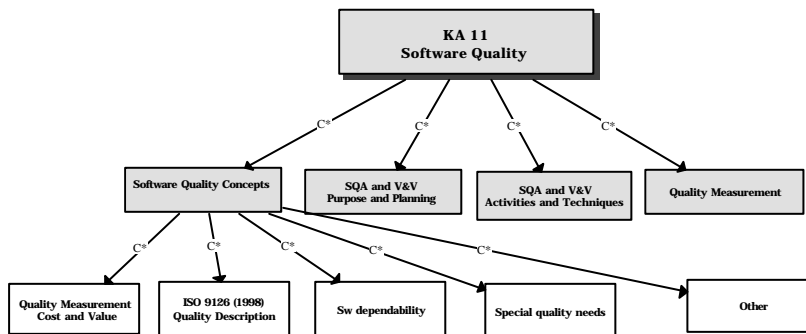 KA 11
Software Quality
C*
C*
C*
C*
Software Quality Concepts
SQA and V&V
Purpose and Planning
SQA and V&V
Activities and Techniques
Quality Measurement
C*
C*
C*
C*
C*
Quality Measurement
Cost and Value
ISO 9126 (1998)
Quality Description
Sw dependability
Special quality needs
Other